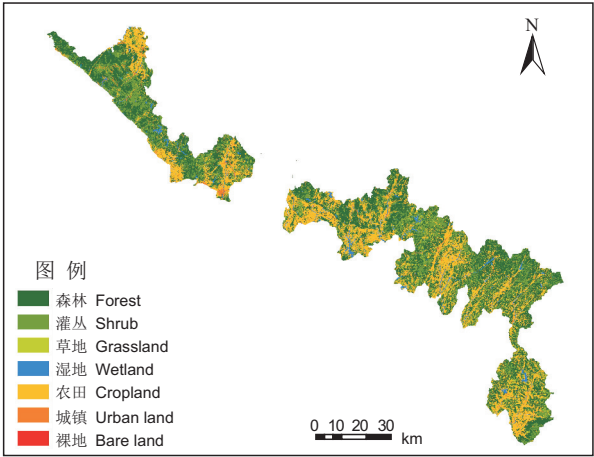 N
图 例
森林 Forest
灌丛 Shrub
草地 Grassland
湿地 Wetland
农田 Cropland
城镇 Urban land
裸地 Bare land
0 10 20 30
km